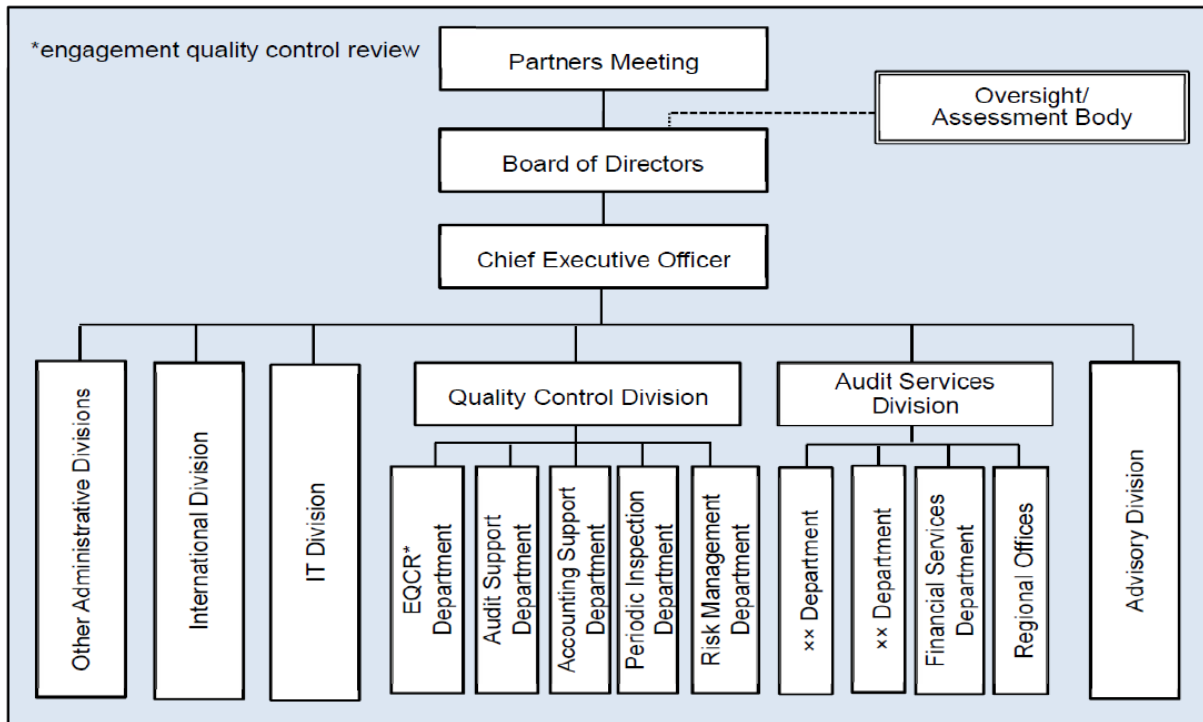 *engagement quality control review
Partners Meeting
Oversight/
Assessment Body
Board of Directors
Chief Executive Officer
Other Administrative Divisions
International Division
IT Division
Quality Control Division
EQCR*
Department
Audit Support
Department
Accounting Support
Department
Periodic Inspection
Department
Risk Management
Department
Audit Services
Division
×× Department
×× Department
Financial Services
Department
Regional Offices
Advisory Division